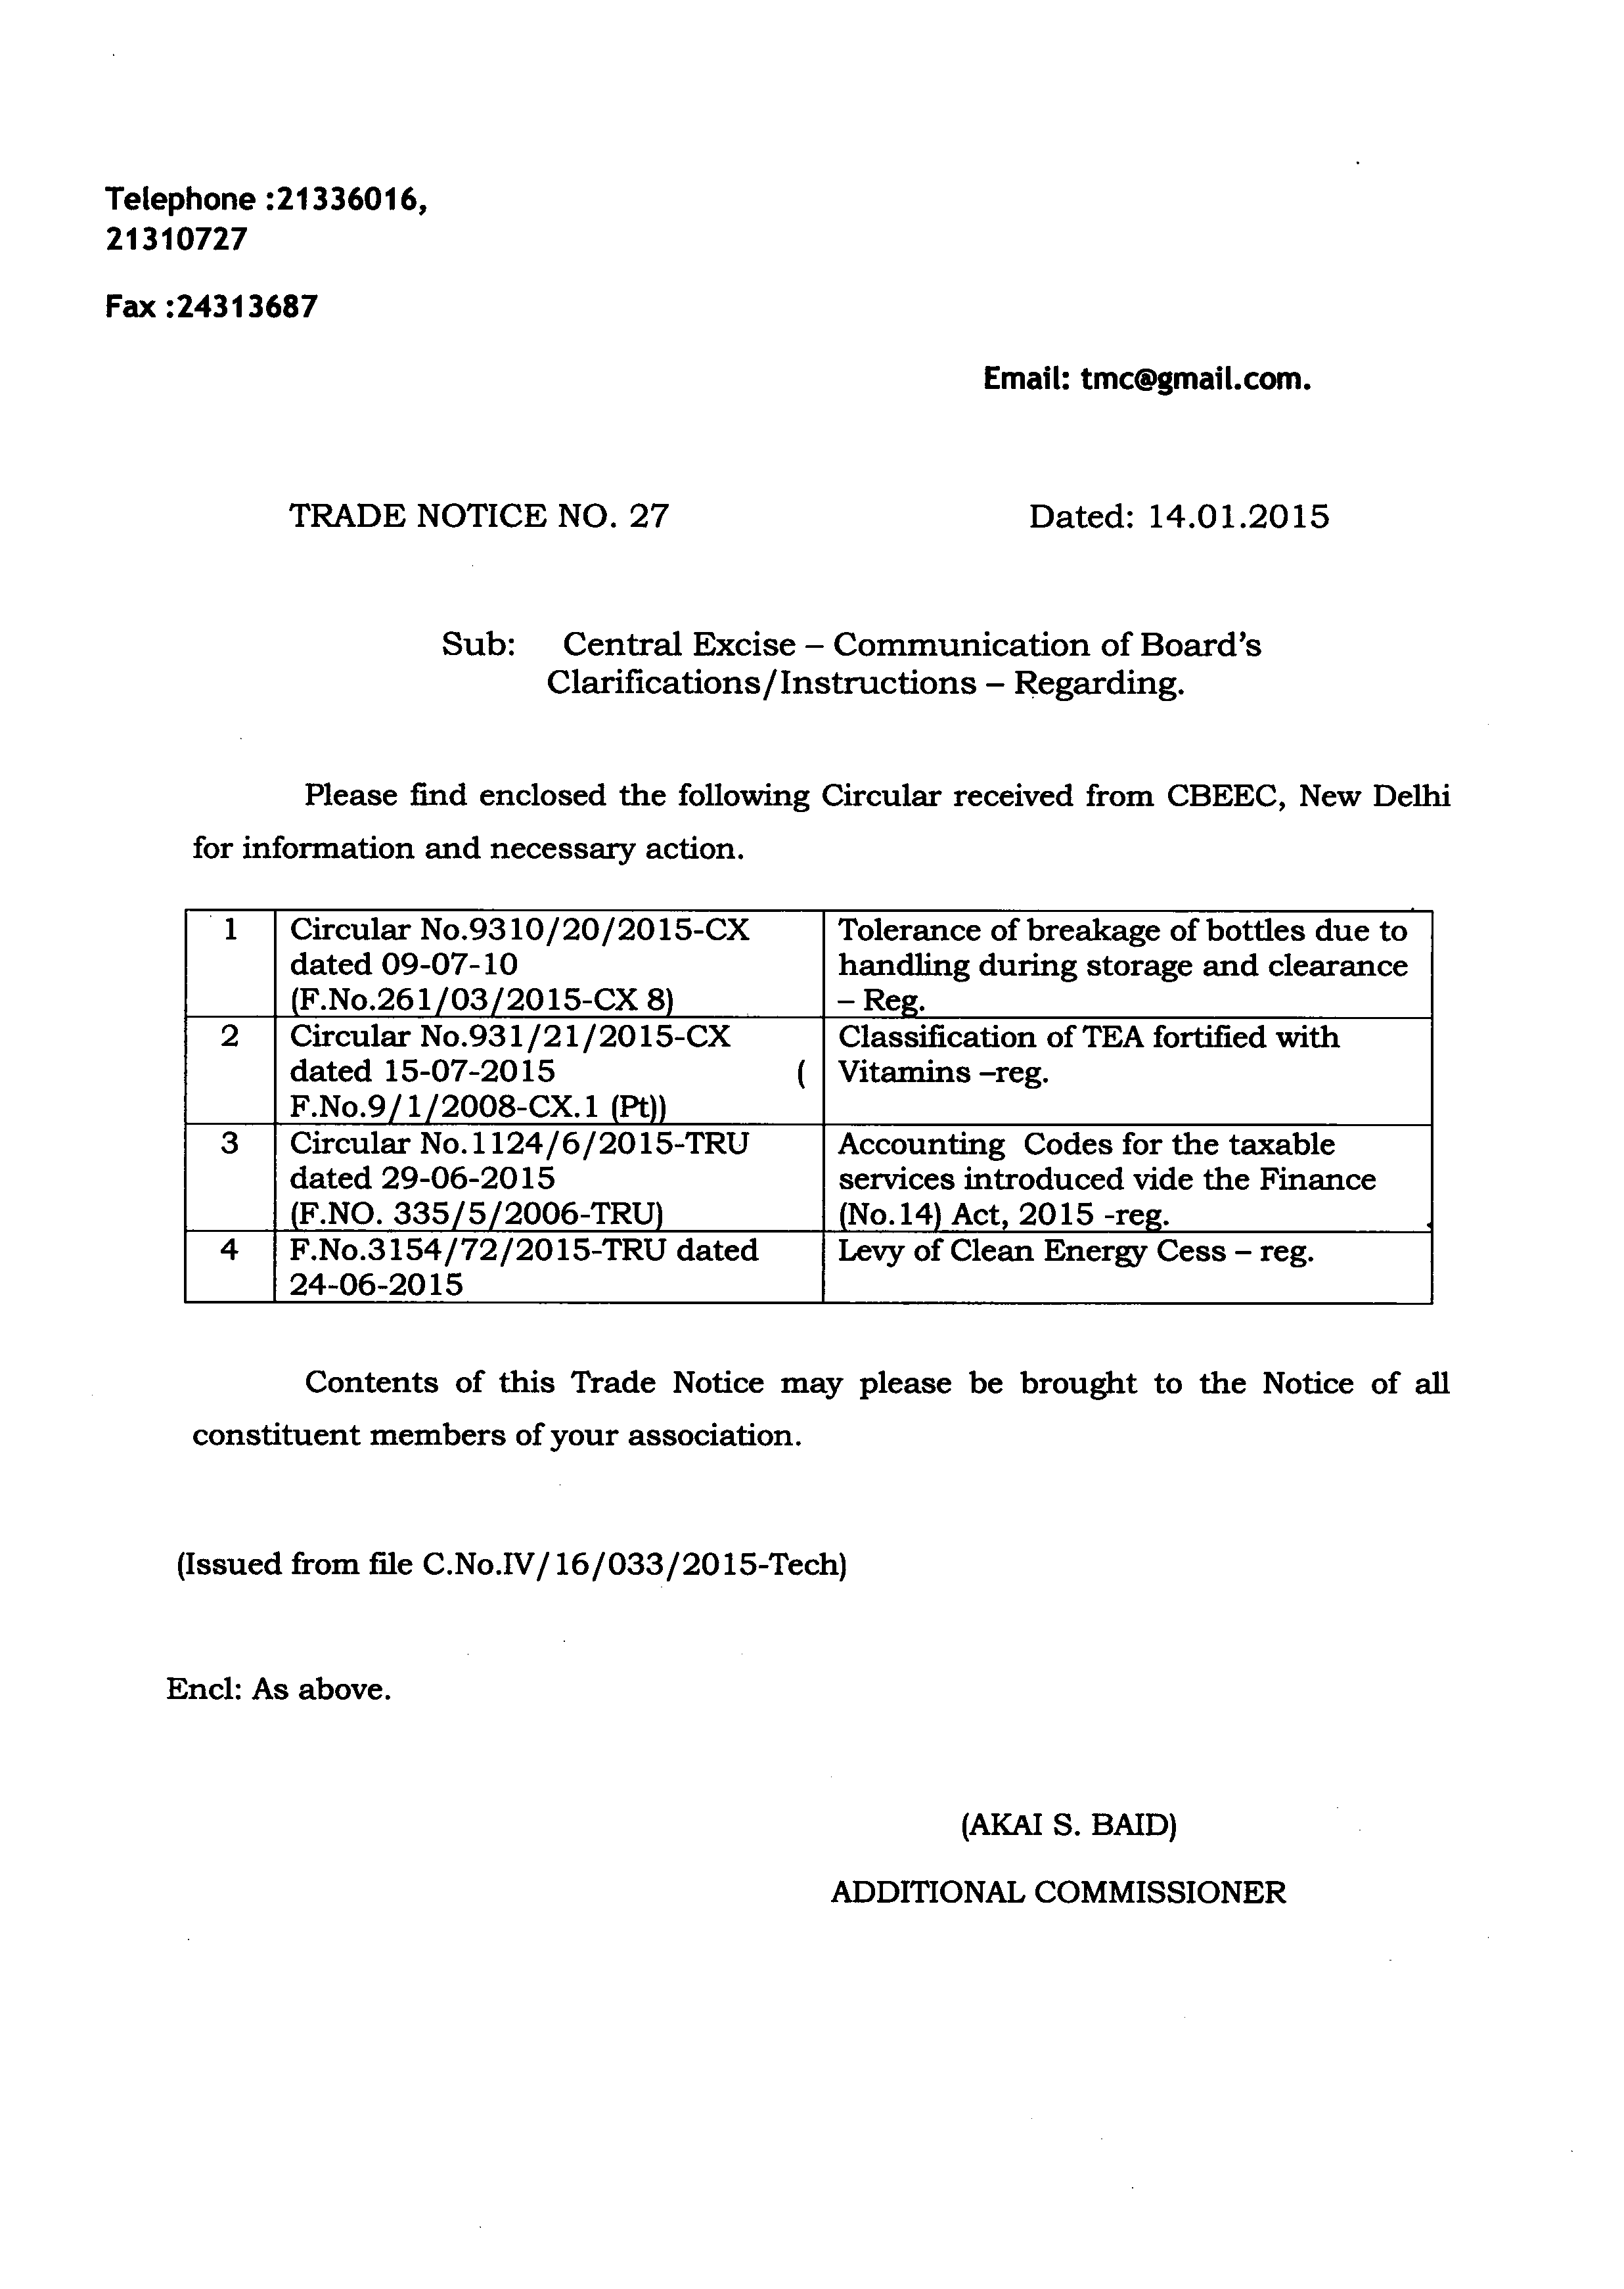 Telephone :21336016,
21310727
Fax :24313687
Email: tmc@gmail.com.
TRADE NOTICE NO. 27 Dated: 14.01.2015
Sub: Central Excise – Communication of Board's
Clarifications/Instructions – Regarding.
Please find enclosed the following Circular received from CBEEC, New Delhi
for information and necessary action.
1 Circular No.9310/20/2015-CX Tolerance of breakage of bottles due to
dated 09-07-10 handling during storage and clearance
(F.No.261/03/2015-CX 8) – Reg.
2 Circular No.931/21/2015-CX Classification of TEA fortified with
dated 15-07-2015 ( Vitamins –reg.
F.No.9/1/2008-CX.1 (Pt))
3 Circular No.1124/6/2015-TRU Accounting Codes for the taxable
dated 29-06-2015 services introduced vide the Finance
(F.NO. 335/5/2006-TRU) (No.14) Act, 2015 -reg.
4 F.No.3154/72/2015-TRU dated Levy of Clean Energy Cess – reg.
24-06-2015
Contents of this Trade Notice may please be brought to the Notice of all
constituent members of your association.
(Issued from file C.No.IV/16/033/2015-Tech)
Encl: As above.
(AKAI S. BAID)
ADDITIONAL COMMISSIONER